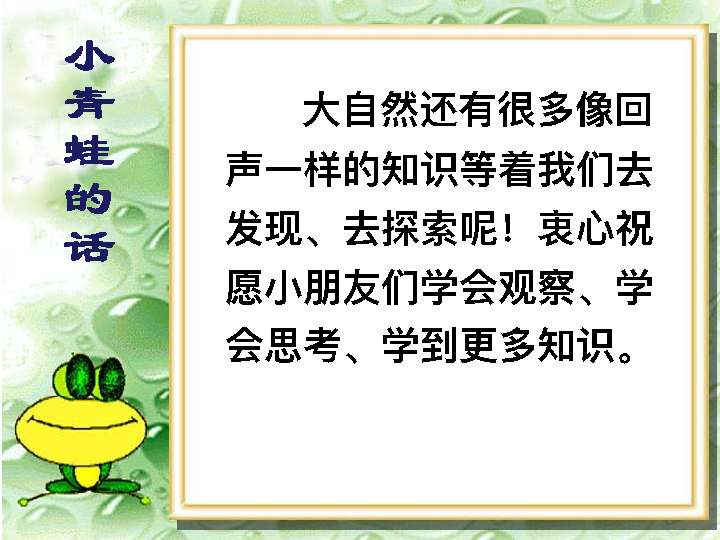 小青蛙的话
大自然还有很多像回
声一样的知识等着我们去
发现、去探索呢！衷心祝
愿小朋友们学会观察、学
会思考、学到更多知识。